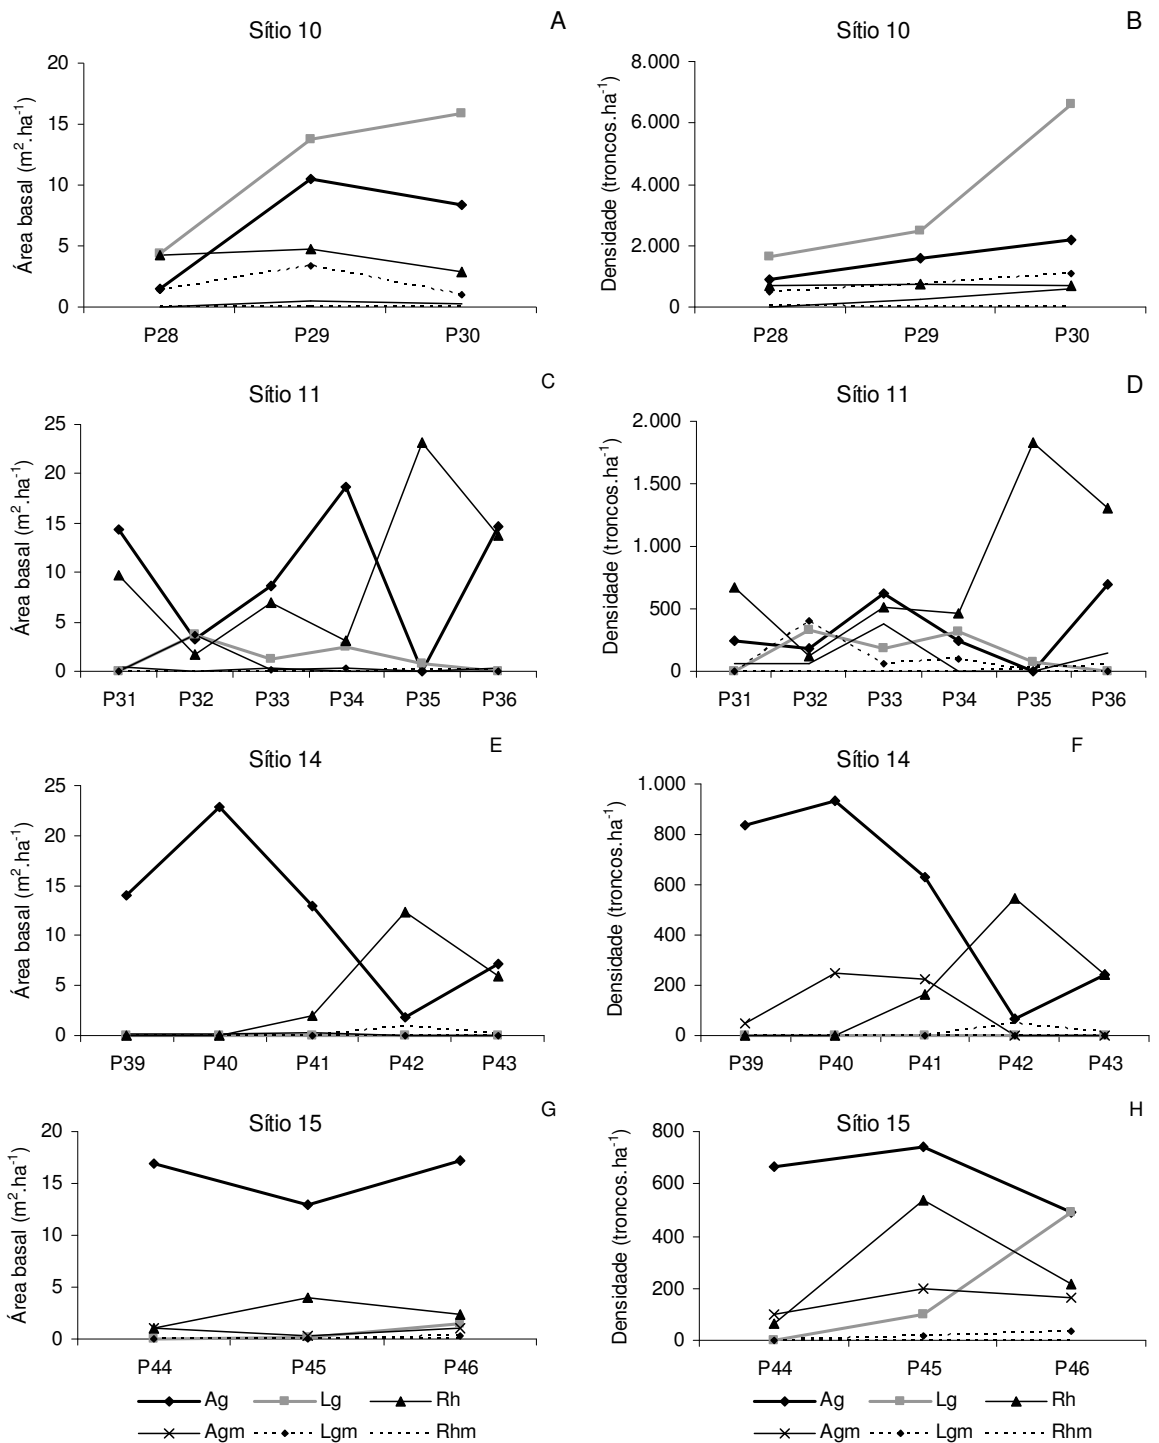 A
Sítio 10
Área basal (m².ha⁻¹)
20
15
10
5
0
P28 P29 P30
B
Sítio 10
Densidade (troncos.ha⁻¹)
8.000
6.000
4.000
2.000
0
P28 P29 P30
C
Sítio 11
Área basal (m².ha⁻¹)
25
20
15
10
5
0
P31 P32 P33 P34 P35 P36
D
Sítio 11
Densidade (troncos.ha⁻¹)
2.000
1.500
1.000
500
0
P31 P32 P33 P34 P35 P36
E
Sítio 14
Área basal (m².ha⁻¹)
25
20
15
10
5
0
P39 P40 P41 P42 P43
F
Sítio 14
Densidade (troncos.ha⁻¹)
1.000
800
600
400
200
0
P39 P40 P41 P42 P43
G
Sítio 15
Área basal (m².ha⁻¹)
20
15
10
5
0
P44 P45 P46
H
Sítio 15
Densidade (troncos.ha⁻¹)
800
600
400
200
0
P44 P45 P46
Ag Lg Rh
Agm Lgm Rhm
Ag Lg Rh
Agm Lgm Rhm